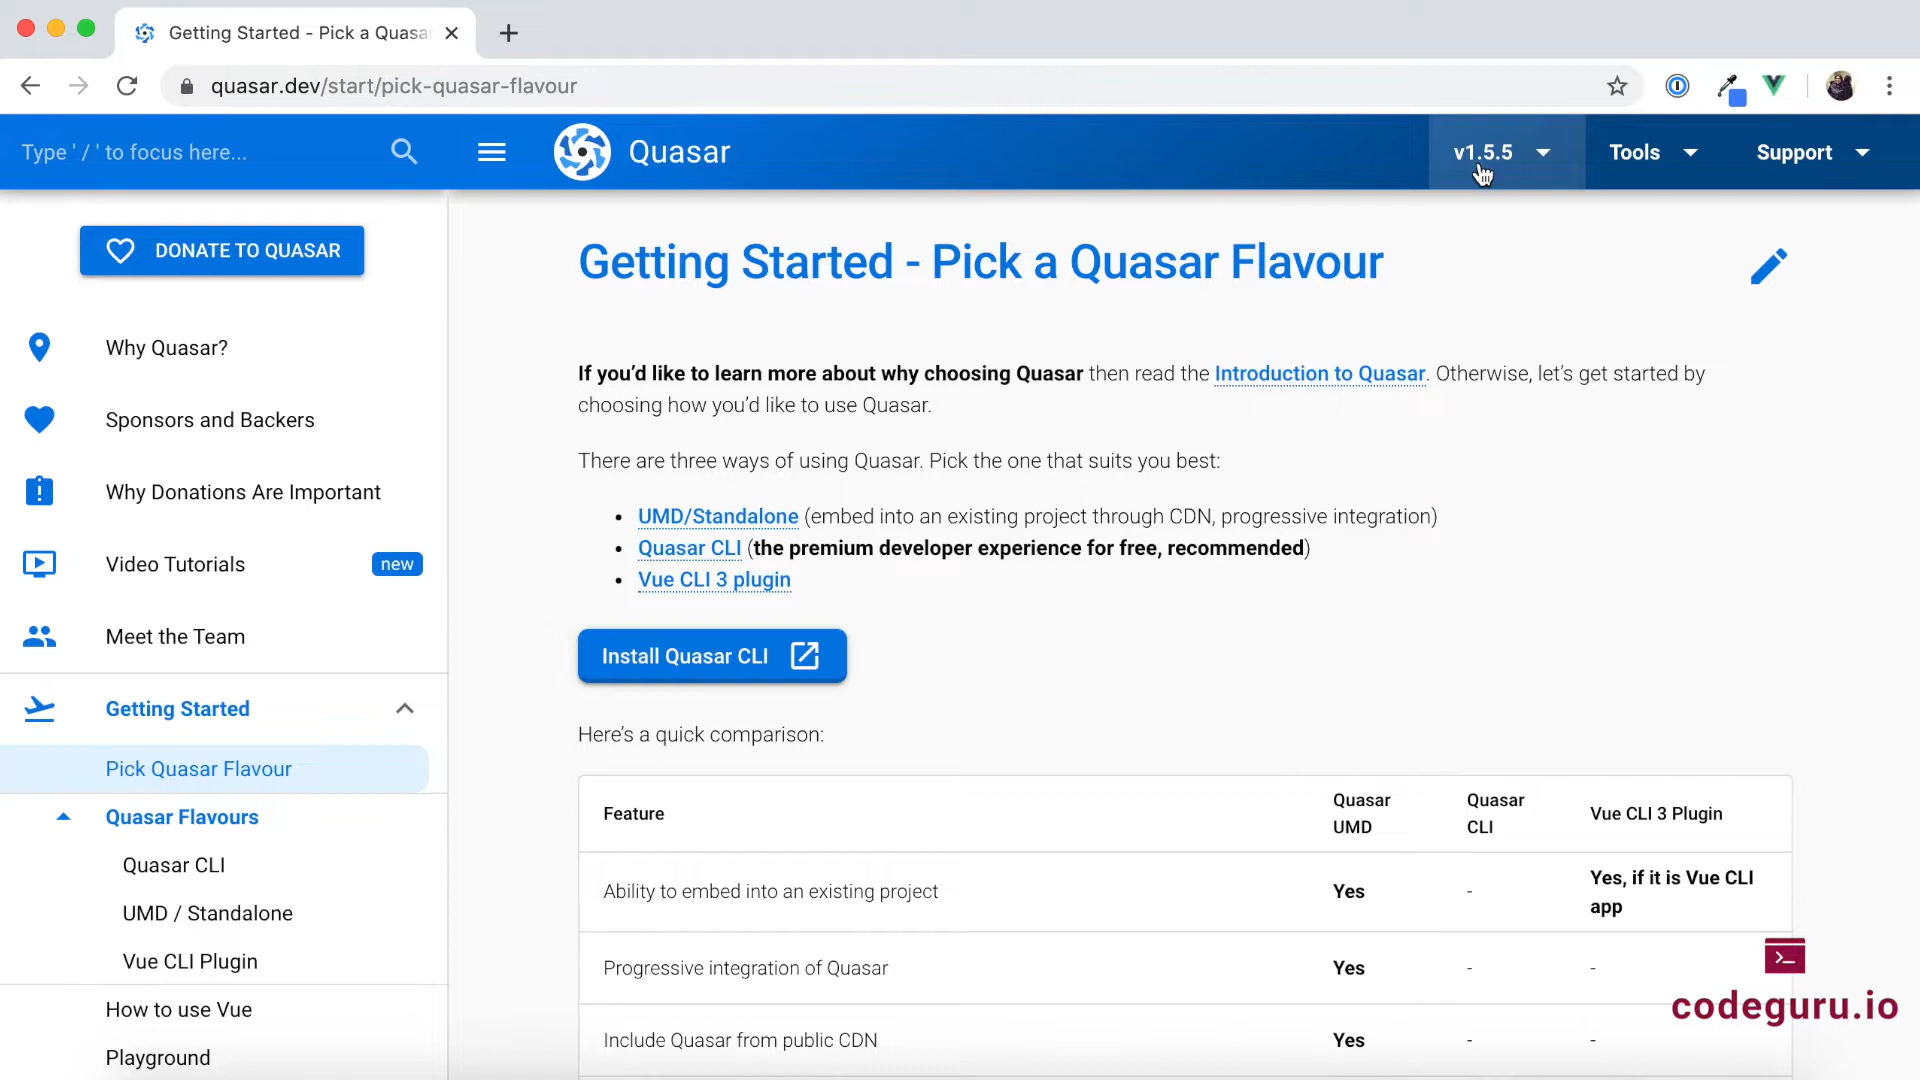 Getting Started - Pick a Quasa
quasar.dev/start/pick-quasar-flavour
Type ' / ' to focus here...
Quasar
v1.5.5
Tools
Support
DONATE TO QUASAR
Why Quasar?
Sponsors and Backers
Why Donations Are Important
Video Tutorials
new
Meet the Team
Getting Started
Pick Quasar Flavour
Quasar Flavours
Quasar CLI
UMD / Standalone
Vue CLI Plugin
How to use Vue
Playground
Getting Started - Pick a Quasar Flavour
If you’d like to learn more about why choosing Quasar then read the Introduction to Quasar. Otherwise, let’s get started by
choosing how you’d like to use Quasar.
There are three ways of using Quasar. Pick the one that suits you best:
• UMD/Standalone (embed into an existing project through CDN, progressive integration)
• Quasar CLI (the premium developer experience for free, recommended)
• Vue CLI 3 plugin
Install Quasar CLI
Here’s a quick comparison:
Feature
Quasar
UMD
Quasar
CLI
Vue CLI 3 Plugin
Ability to embed into an existing project
Yes
-
Yes, if it is Vue CLI
app
Progressive integration of Quasar
Yes
-
-
Include Quasar from public CDN
Yes
-
-
codeguru.io